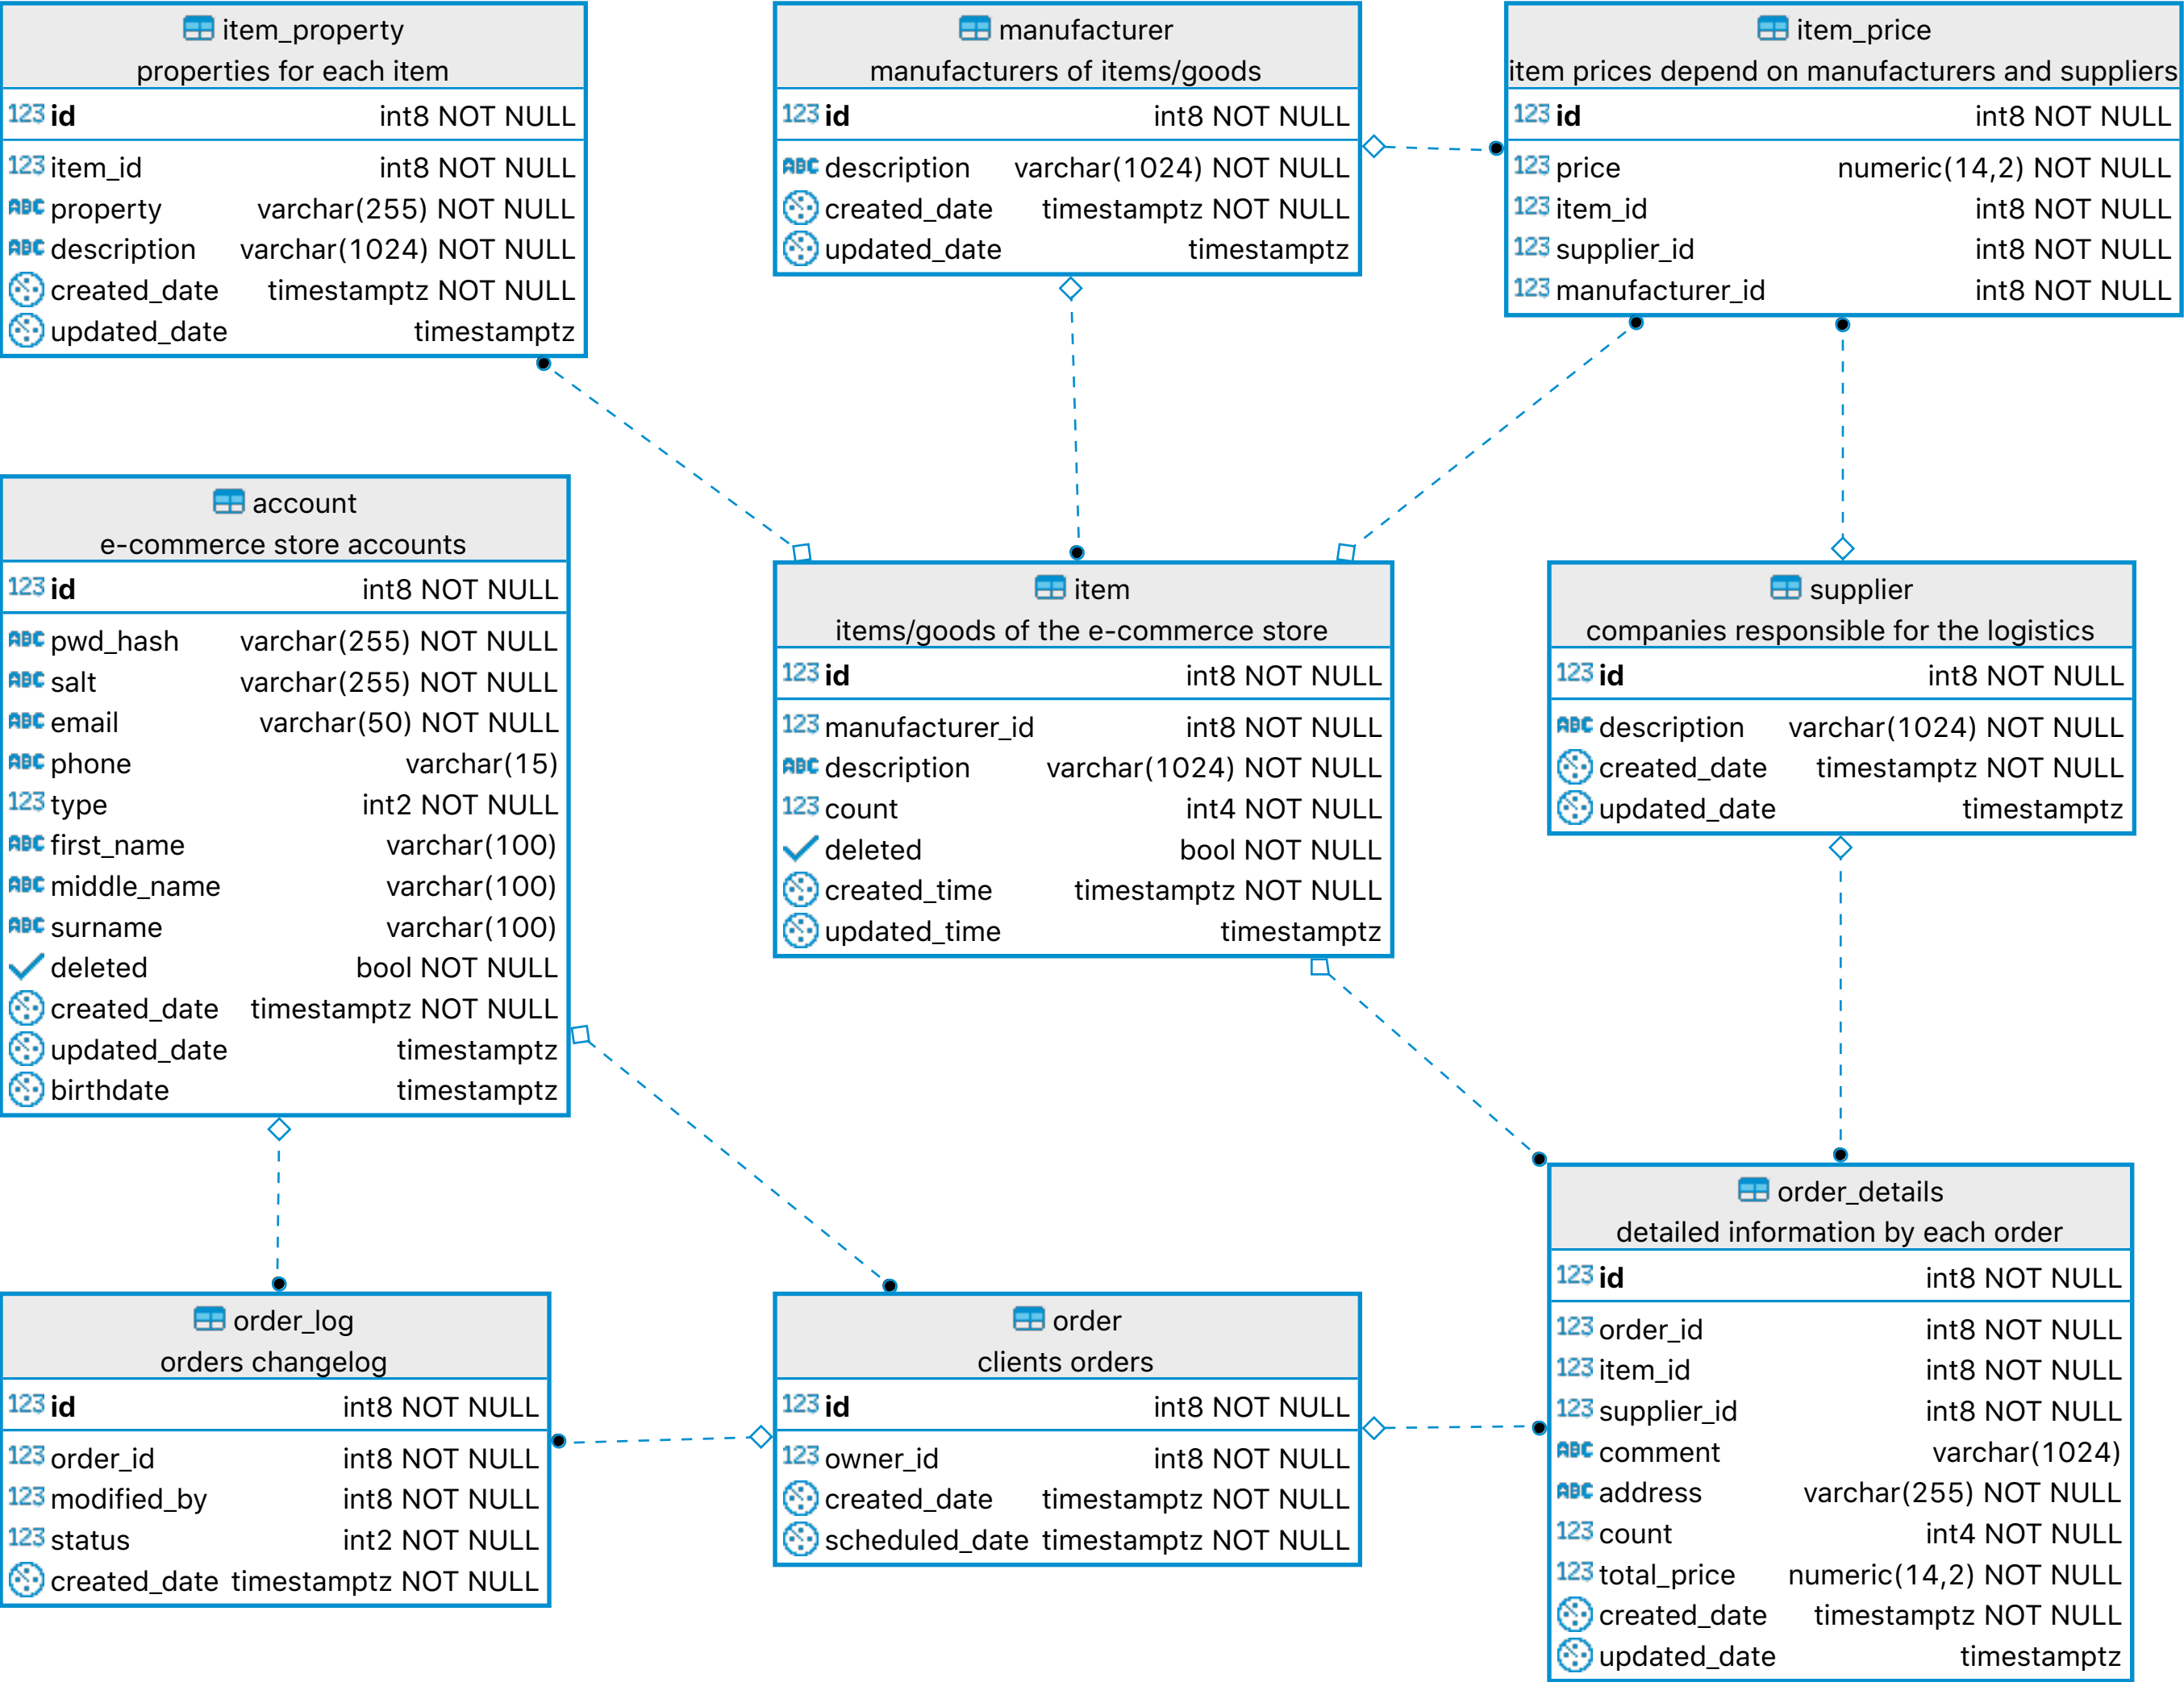 item_property
properties for each item
123 id int8 NOT NULL
123 item_id int8 NOT NULL
ABC property varchar(255) NOT NULL
ABC description varchar(1024) NOT NULL
created_date timestamptz NOT NULL
updated_date timestamptz
manufacturer
manufacturers of items/goods
123 id int8 NOT NULL
ABC description varchar(1024) NOT NULL
created_date timestamptz NOT NULL
updated_date timestamptz
item_price
item prices depend on manufacturers and suppliers
123 id int8 NOT NULL
123 price numeric(14,2) NOT NULL
123 item_id int8 NOT NULL
123 supplier_id int8 NOT NULL
123 manufacturer_id int8 NOT NULL
account
e-commerce store accounts
123 id int8 NOT NULL
ABC pwd_hash varchar(255) NOT NULL
ABC salt varchar(255) NOT NULL
ABC email varchar(50) NOT NULL
ABC phone varchar(15)
123 type int2 NOT NULL
ABC first_name varchar(100)
ABC middle_name varchar(100)
ABC surname varchar(100)
deleted bool NOT NULL
created_date timestamptz NOT NULL
updated_date timestamptz
birthdate timestamptz
item
items/goods of the e-commerce store
123 id int8 NOT NULL
123 manufacturer_id int8 NOT NULL
ABC description varchar(1024) NOT NULL
123 count int4 NOT NULL
deleted bool NOT NULL
created_time timestamptz NOT NULL
updated_time timestamptz
supplier
companies responsible for the logistics
123 id int8 NOT NULL
ABC description varchar(1024) NOT NULL
created_date timestamptz NOT NULL
updated_date timestamptz
order_log
orders changelog
123 id int8 NOT NULL
123 order_id int8 NOT NULL
123 modified_by int8 NOT NULL
123 status int2 NOT NULL
created_date timestamptz NOT NULL
order
clients orders
123 id int8 NOT NULL
123 owner_id int8 NOT NULL
created_date timestamptz NOT NULL
scheduled_date timestamptz NOT NULL
order_details
detailed information by each order
123 id int8 NOT NULL
123 order_id int8 NOT NULL
123 item_id int8 NOT NULL
123 supplier_id int8 NOT NULL
ABC comment varchar(1024)
ABC address varchar(255) NOT NULL
123 count int4 NOT NULL
123 total_price numeric(14,2) NOT NULL
created_date timestamptz NOT NULL
updated_date timestamptz